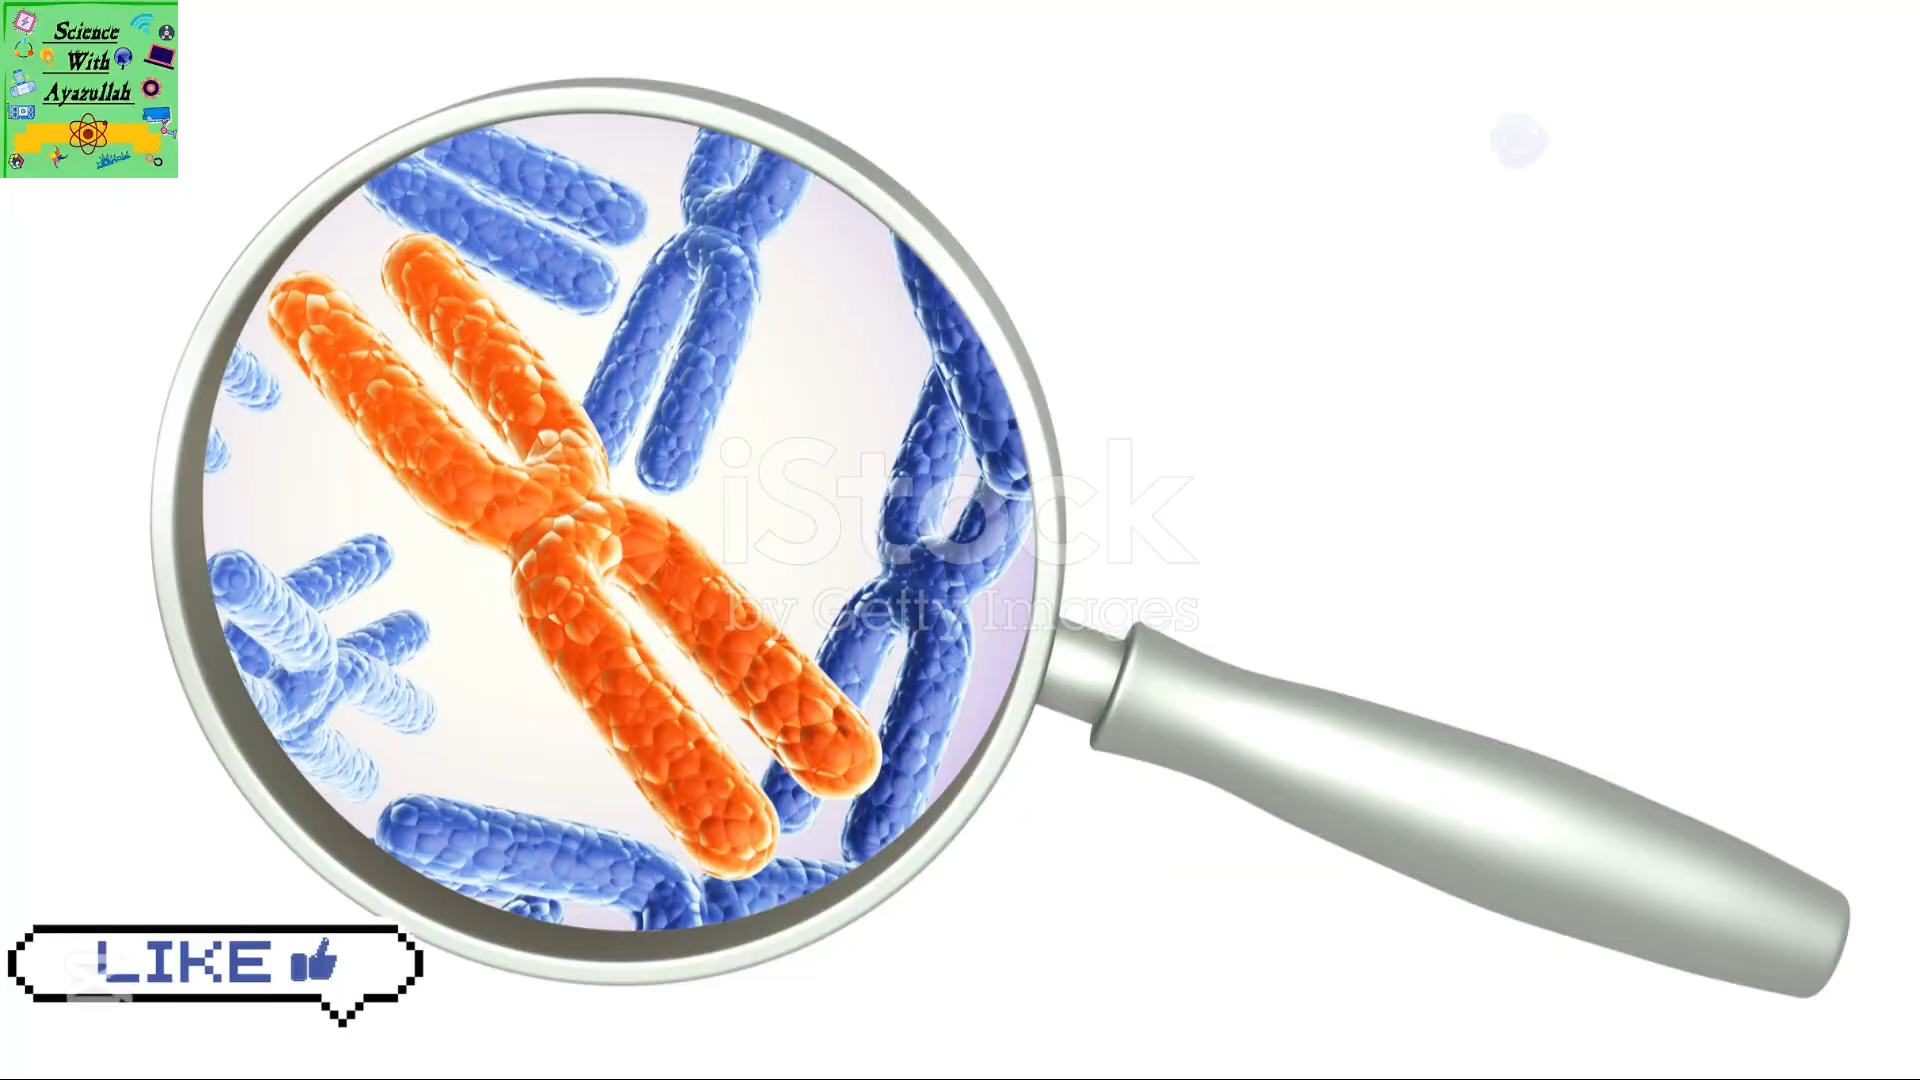 Science
With
Ayazullah
iStock
by Getty Images
LIKE